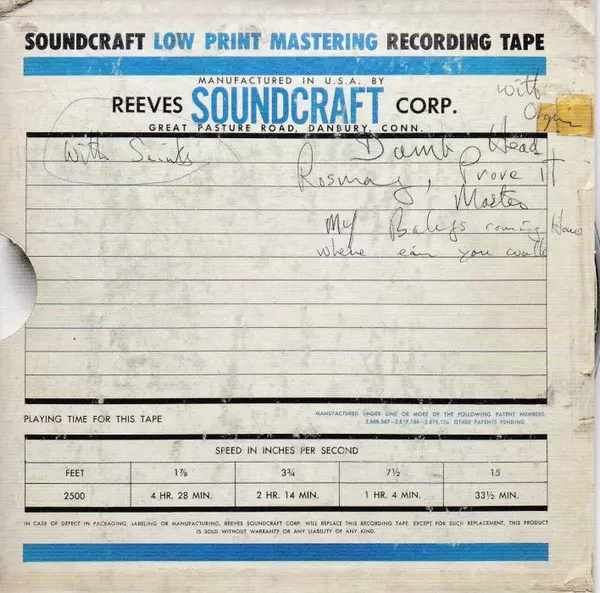 SOUNDCRAFT LOW PRINT MASTERING RECORDING TAPE
MANUFACTURED IN U.S.A. BY
REEVES SOUNDCRAFT CORP.
GREAT PASTURE ROAD, DANBURY, CONN.
with
Organ
With Saints
Dumb Head
Rosmay, Prove It
Master
My Babys coming Home
where can you
PLAYING TIME FOR THIS TAPE
MANUFACTURED UNDER ONE OR MORE OF THE FOLLOWING PATENT NUMBERS
OTHER PATENTS PENDING
SPEED IN INCHES PER SECOND
FEET 1⅞ 3¾ 7½ 15
2500 4 HR. 28 MIN. 2 HR. 14 MIN. 1 HR. 4 MIN. 33½ MIN.
IN CASE OF DEFECT IN PACKAGING, LABELING OR MANUFACTURING, REEVES SOUNDCRAFT CORP. WILL REPLACE THIS RECORDING TAPE. EXCEPT FOR SUCH REPLACEMENT, THIS PRODUCT
IS SOLD WITHOUT WARRANTY OR ANY LIABILITY OF ANY KIND.